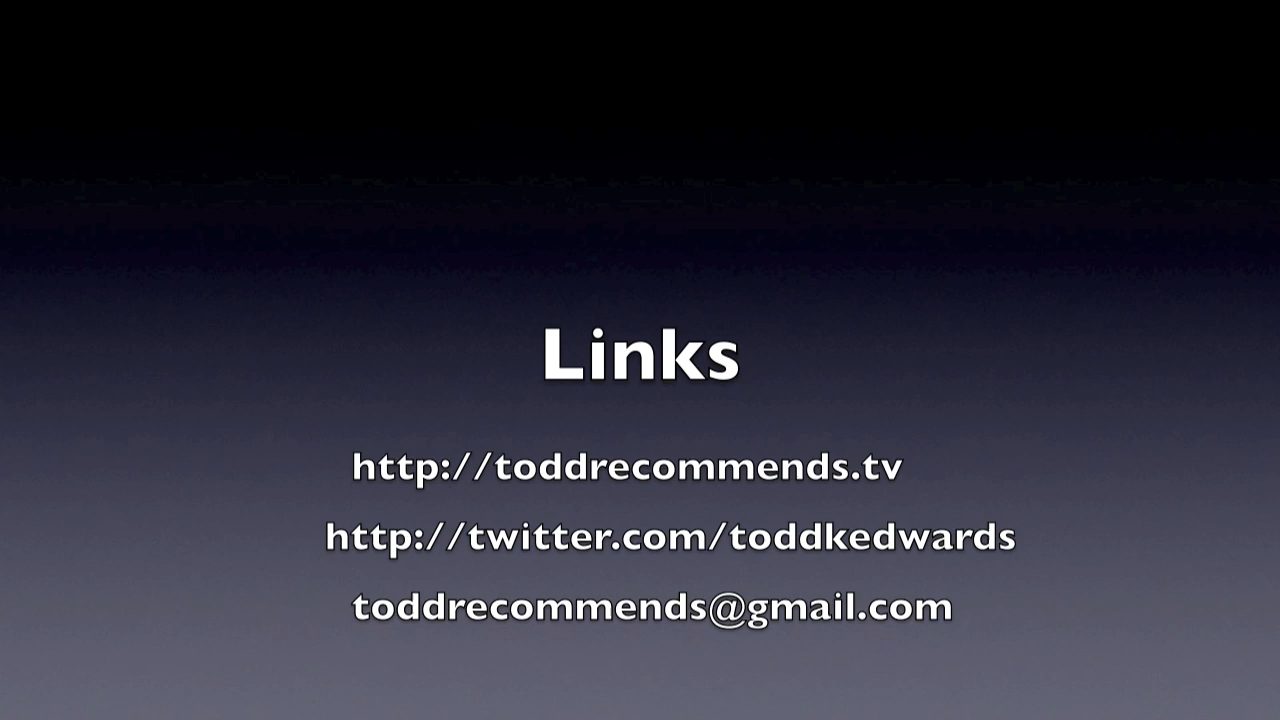 Links
http://toddrecommends.tv
http://twitter.com/toddkedwards
toddrecommends@gmail.com